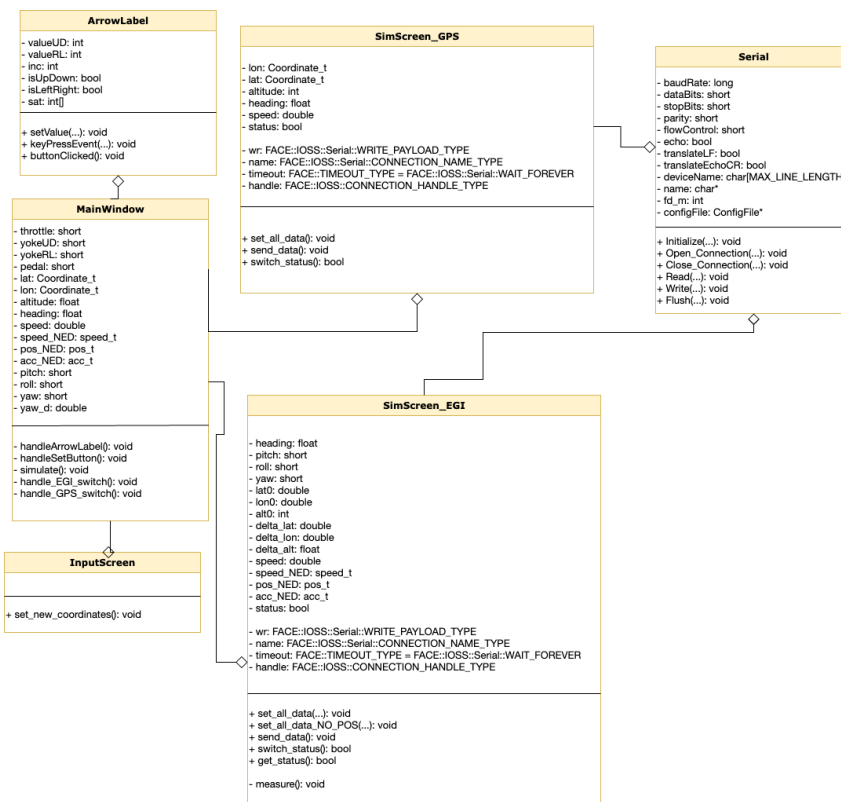 ArrowLabel
- valueUD: int
- valueRL: int
- inc: int
- isUpDown: bool
- isLeftRight: bool
- sat: int[]
+ setValue(...): void
+ keyPressEvent(...): void
+ buttonClicked(): void
SimScreen_GPS
- lon: Coordinate_t
- lat: Coordinate_t
- altitude: int
- heading: float
- speed: double
- status: bool
- wr: FACE::IOSS::Serial::WRITE_PAYLOAD_TYPE
- name: FACE::IOSS::Serial::CONNECTION_NAME_TYPE
- timeout: FACE::TIMEOUT_TYPE = FACE::IOSS::Serial::WAIT_FOREVER
- handle: FACE::IOSS::CONNECTION_HANDLE_TYPE
+ set_all_data(): void
+ send_data(): void
+ switch_status(): bool
Serial
- baudRate: long
- dataBits: short
- stopBits: short
- parity: short
- flowControl: short
- echo: bool
- translateLF: bool
- translateEchoCR: bool
- deviceName: char[MAX_LINE_LENGTH
- name: char*
- fd_m: int
- configFile: ConfigFile*
+ Initialize(...): void
+ Open_Connection(...): void
+ Close_Connection(...): void
+ Read(...): void
+ Write(...): void
+ Flush(...): void
MainWindow
- throttle: short
- yokeUD: short
- yokeRL: short
- pedal: short
- lat: Coordinate_t
- lon: Coordinate_t
- altitude: float
- heading: float
- speed: double
- speed_NED: speed_t
- pos_NED: pos_t
- acc_NED: acc_t
- pitch: short
- roll: short
- yaw: short
- yaw_d: double
- handleArrowLabel(): void
- handleSetButton(): void
- simulate(): void
- handle_EGI_switch(): void
- handle_GPS_switch(): void
InputScreen
+ set_new_coordinates(): void
SimScreen_EGI
- heading: float
- pitch: short
- roll: short
- yaw: short
- lat0: double
- lon0: double
- alt0: int
- delta_lat: double
- delta_lon: double
- delta_alt: float
- speed: double
- speed_NED: speed_t
- pos_NED: pos_t
- acc_NED: acc_t
- status: bool
- wr: FACE::IOSS::Serial::WRITE_PAYLOAD_TYPE
- name: FACE::IOSS::Serial::CONNECTION_NAME_TYPE
- timeout: FACE::TIMEOUT_TYPE = FACE::IOSS::Serial::WAIT_FOREVER
- handle: FACE::IOSS::CONNECTION_HANDLE_TYPE
+ set_all_data(...): void
+ set_all_data_NO_POS(...): void
+ send_data(): void
+ switch_status(): bool
+ get_status(): bool
- measure(): void